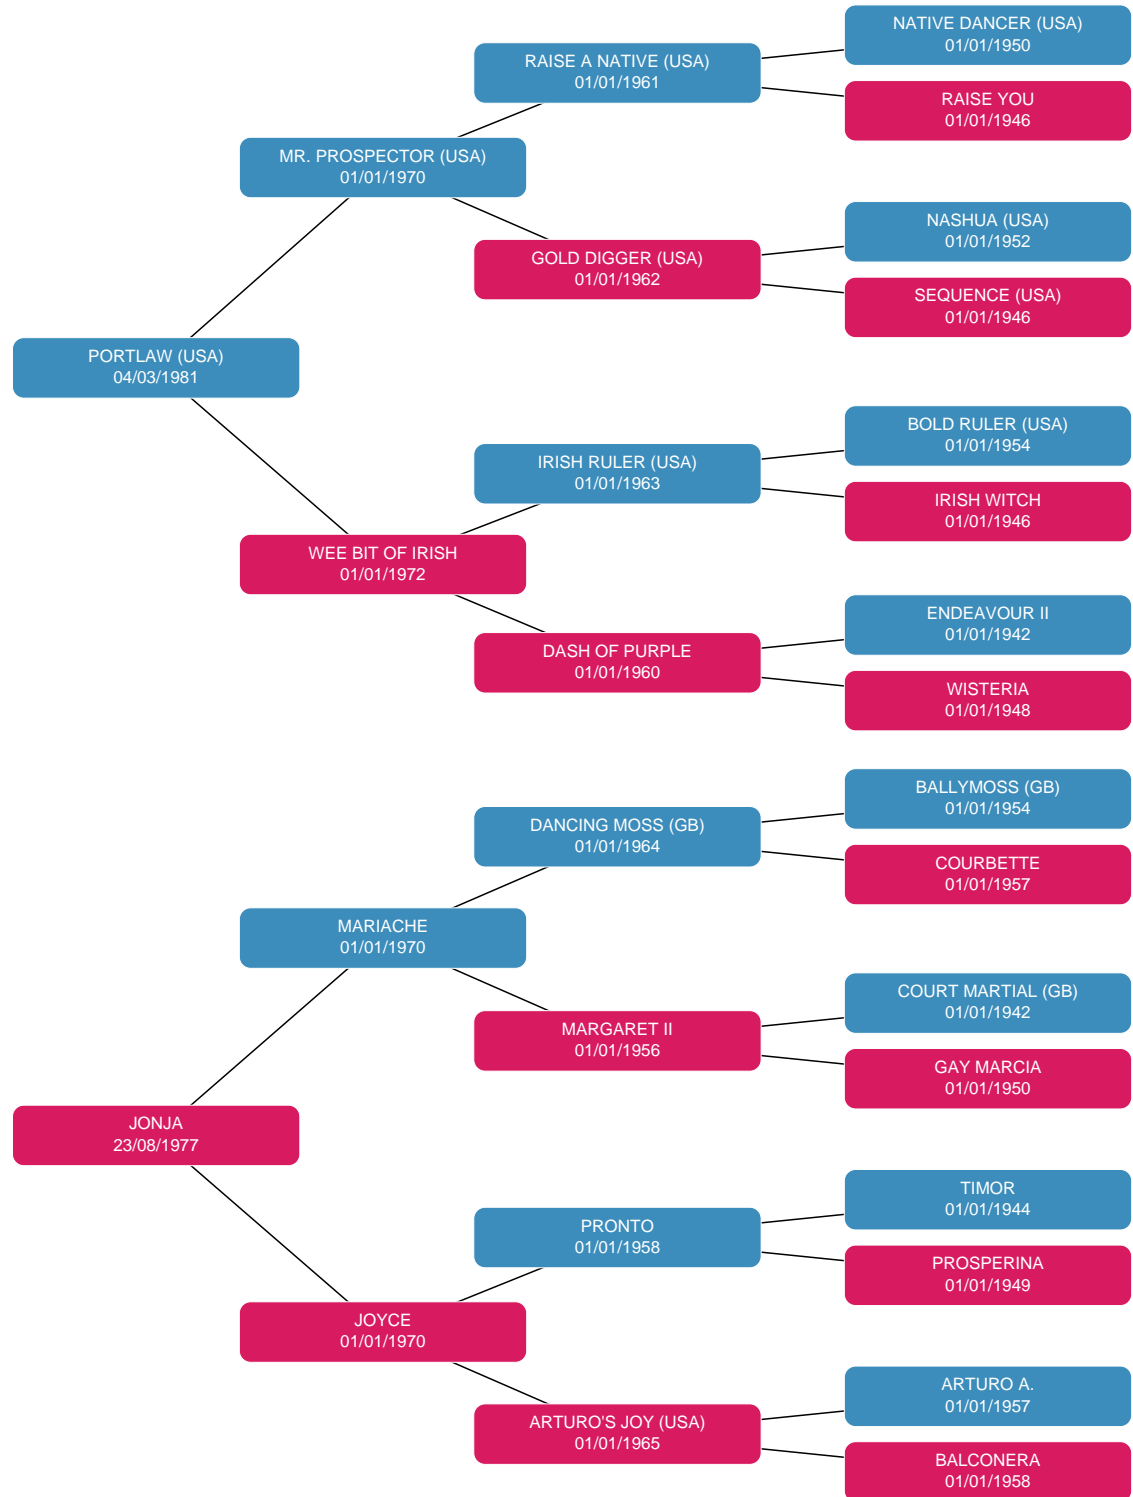 NATIVE DANCER (USA)
01/01/1950
RAISE A NATIVE (USA)
01/01/1961
RAISE YOU
01/01/1946
MR. PROSPECTOR (USA)
01/01/1970
NASHUA (USA)
01/01/1952
GOLD DIGGER (USA)
01/01/1962
SEQUENCE (USA)
01/01/1946
PORTLAW (USA)
04/03/1981
BOLD RULER (USA)
01/01/1954
IRISH RULER (USA)
01/01/1963
IRISH WITCH
01/01/1946
WEE BIT OF IRISH
01/01/1972
ENDEAVOUR II
01/01/1942
DASH OF PURPLE
01/01/1960
WISTERIA
01/01/1948
BALLYMOSS (GB)
01/01/1954
DANCING MOSS (GB)
01/01/1964
COURBETTE
01/01/1957
MARIACHE
01/01/1970
COURT MARTIAL (GB)
01/01/1942
MARGARET II
01/01/1956
GAY MARCIA
01/01/1950
JONJA
23/08/1977
TIMOR
01/01/1944
PRONTO
01/01/1958
PROSPERINA
01/01/1949
JOYCE
01/01/1970
ARTURO A.
01/01/1957
ARTURO'S JOY (USA)
01/01/1965
BALCONERA
01/01/1958